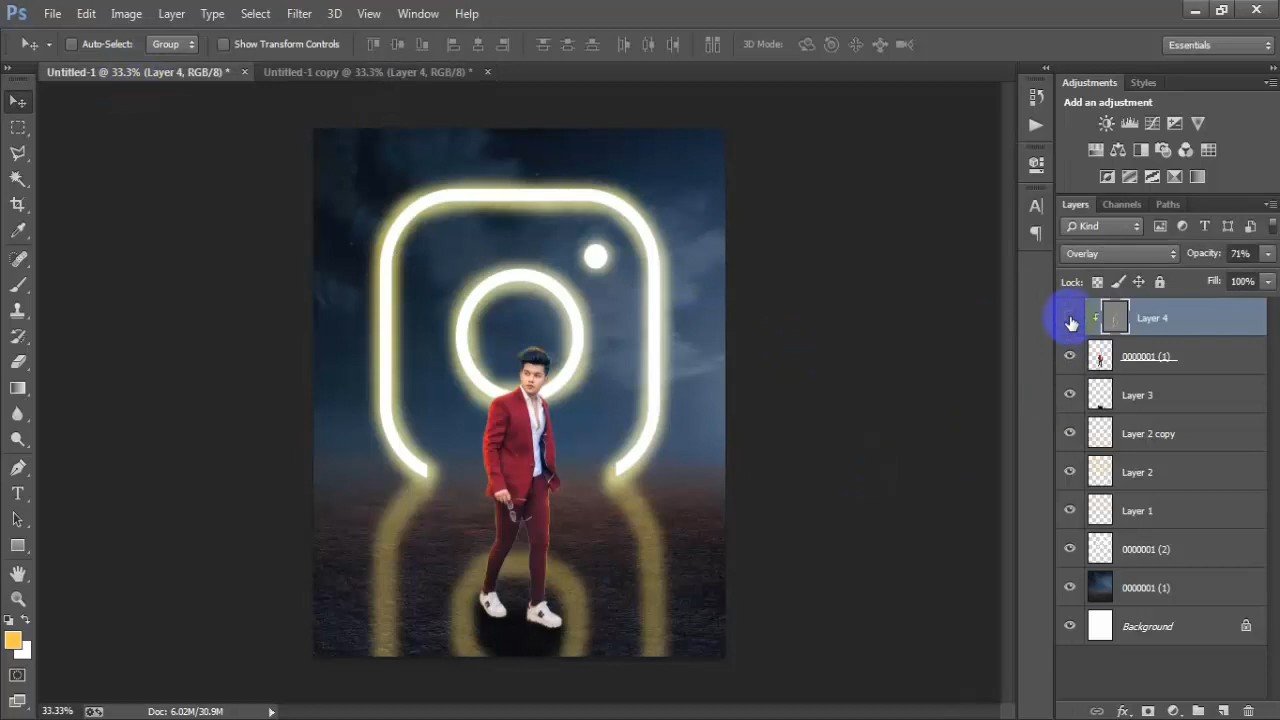 Ps File Edit Image Layer Type Select Filter 3D View Window Help
Auto-Select: Group Show Transform Controls 3D Mode: Essentials
Untitled-1 @ 33.3% (Layer 4, RGB/8) * × Untitled-1 copy @ 33.3% (Layer 4, RGB/8) * ×
Adjustments Styles
Add an adjustment
Layers Channels Paths
Kind
Overlay Opacity: 71%
Lock: Fill: 100%
Layer 4
0000001 (1)
Layer 3
Layer 2 copy
Layer 2
Layer 1
0000001 (2)
0000001 (1)
Background
33.33% Doc: 6.02M/30.9M